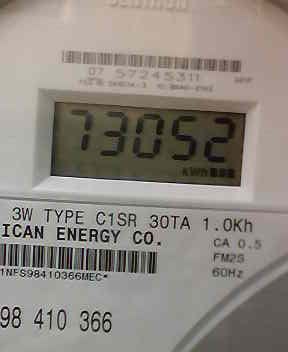 CENTRON
07 57245311
73052
kWh
3W TYPE C1SR 30TA 1.0Kh
ICAN ENERGY CO.
CA 0.5
FM2S
60Hz
1NFS98410366MEC*
98 410 366